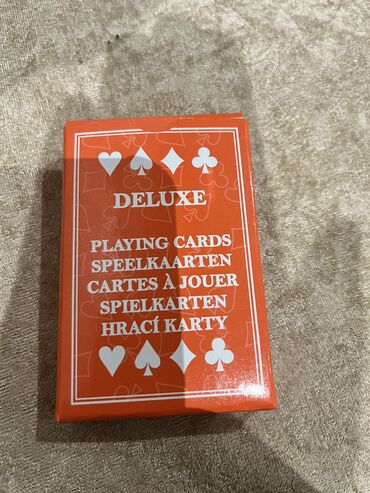 DELUXE
PLAYING CARDS
SPEELKAARTEN
CARTES À JOUER
SPIELKARTEN
HRACÍ KARTY